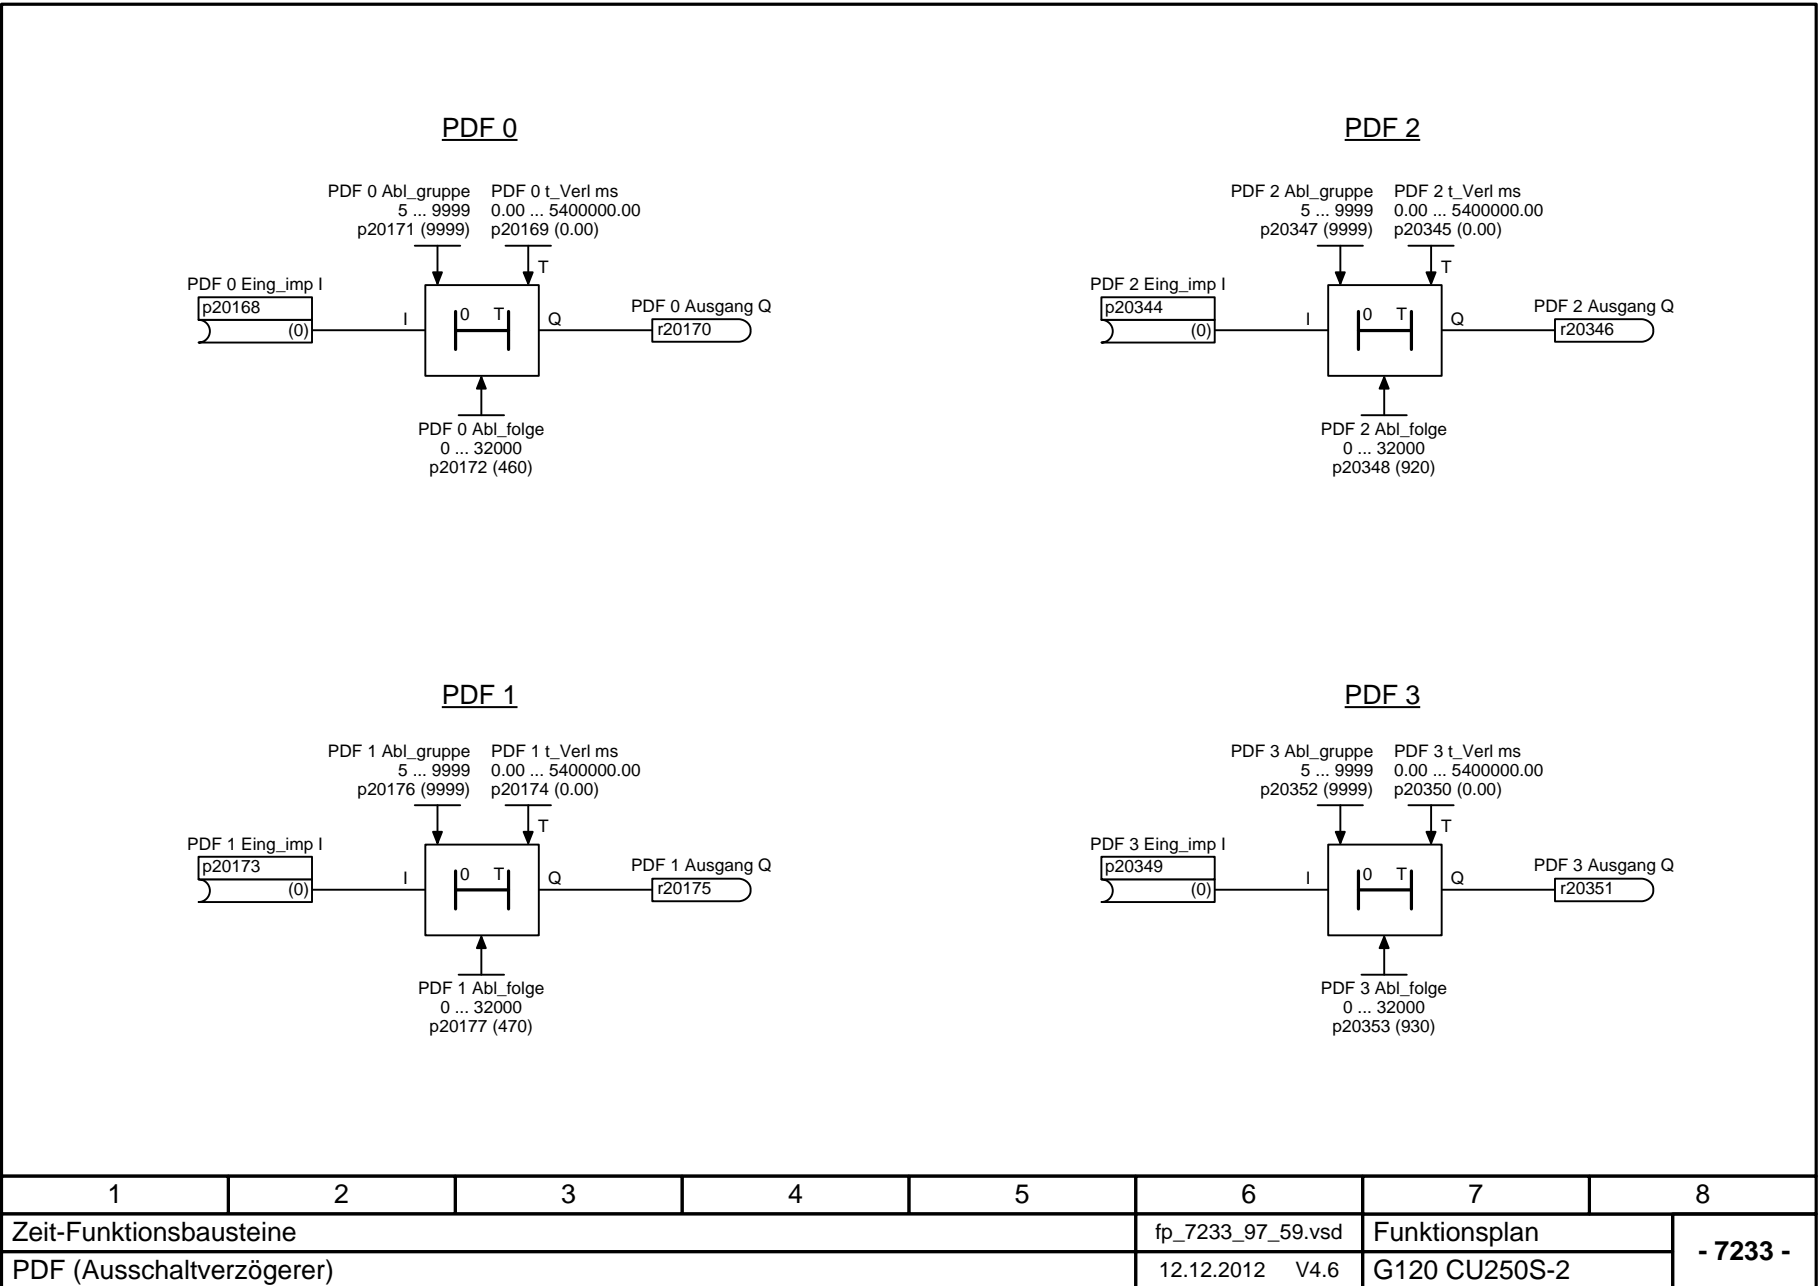 PDF 0
PDF 0 Abl_gruppe
5 ... 9999
p20171 (9999)
PDF 0 t_Verl ms
0.00 ... 5400000.00
p20169 (0.00)
T
PDF 0 Eing_imp I
p20168
(0)
I
0 T
Q
PDF 0 Ausgang Q
r20170
PDF 0 Abl_folge
0 ... 32000
p20172 (460)
PDF 2
PDF 2 Abl_gruppe
5 ... 9999
p20347 (9999)
PDF 2 t_Verl ms
0.00 ... 5400000.00
p20345 (0.00)
T
PDF 2 Eing_imp I
p20344
(0)
I
0 T
Q
PDF 2 Ausgang Q
r20346
PDF 2 Abl_folge
0 ... 32000
p20348 (920)
PDF 1
PDF 1 Abl_gruppe
5 ... 9999
p20176 (9999)
PDF 1 t_Verl ms
0.00 ... 5400000.00
p20174 (0.00)
T
PDF 1 Eing_imp I
p20173
(0)
I
0 T
Q
PDF 1 Ausgang Q
r20175
PDF 1 Abl_folge
0 ... 32000
p20177 (470)
PDF 3
PDF 3 Abl_gruppe
5 ... 9999
p20352 (9999)
PDF 3 t_Verl ms
0.00 ... 5400000.00
p20350 (0.00)
T
PDF 3 Eing_imp I
p20349
(0)
I
0 T
Q
PDF 3 Ausgang Q
r20351
PDF 3 Abl_folge
0 ... 32000
p20353 (930)
1 2 3 4 5 6 7 8
Zeit-Funktionsbausteine
fp_7233_97_59.vsd
Funktionsplan
- 7233 -
PDF (Ausschaltverzögerer)
12.12.2012 V4.6
G120 CU250S-2